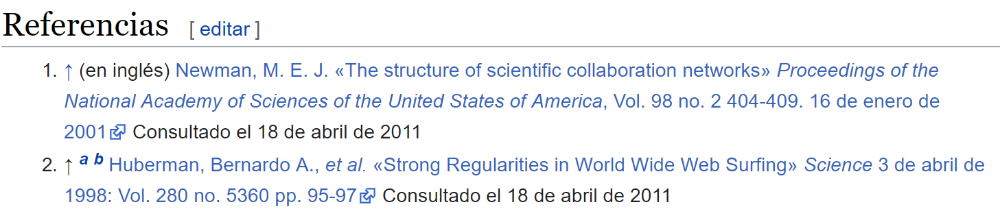 Referencias [ editar ]
1. ↑ (en inglés) Newman, M. E. J. «The structure of scientific collaboration networks» Proceedings of the
National Academy of Sciences of the United States of America, Vol. 98 no. 2 404-409. 16 de enero de
2001 Consultado el 18 de abril de 2011
2. ↑ a b Huberman, Bernardo A., et al. «Strong Regularities in World Wide Web Surfing» Science 3 de abril de
1998: Vol. 280 no. 5360 pp. 95-97 Consultado el 18 de abril de 2011